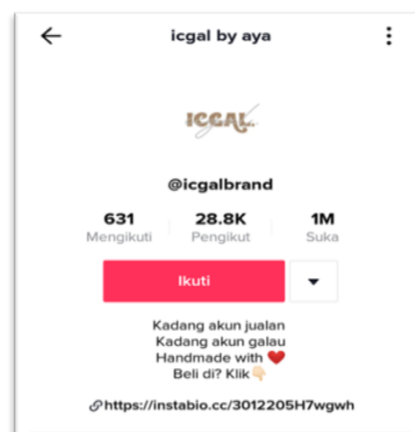 icgal by aya
ICGAL.
@icgalbrand
631 28.8K 1M
Mengikuti Pengikut Suka
Ikuti
Kadang akun jualan
Kadang akun galau
Handmade with ❤️
Beli di? Klik👇🏻
https://instabio.cc/3012205H7wgwh